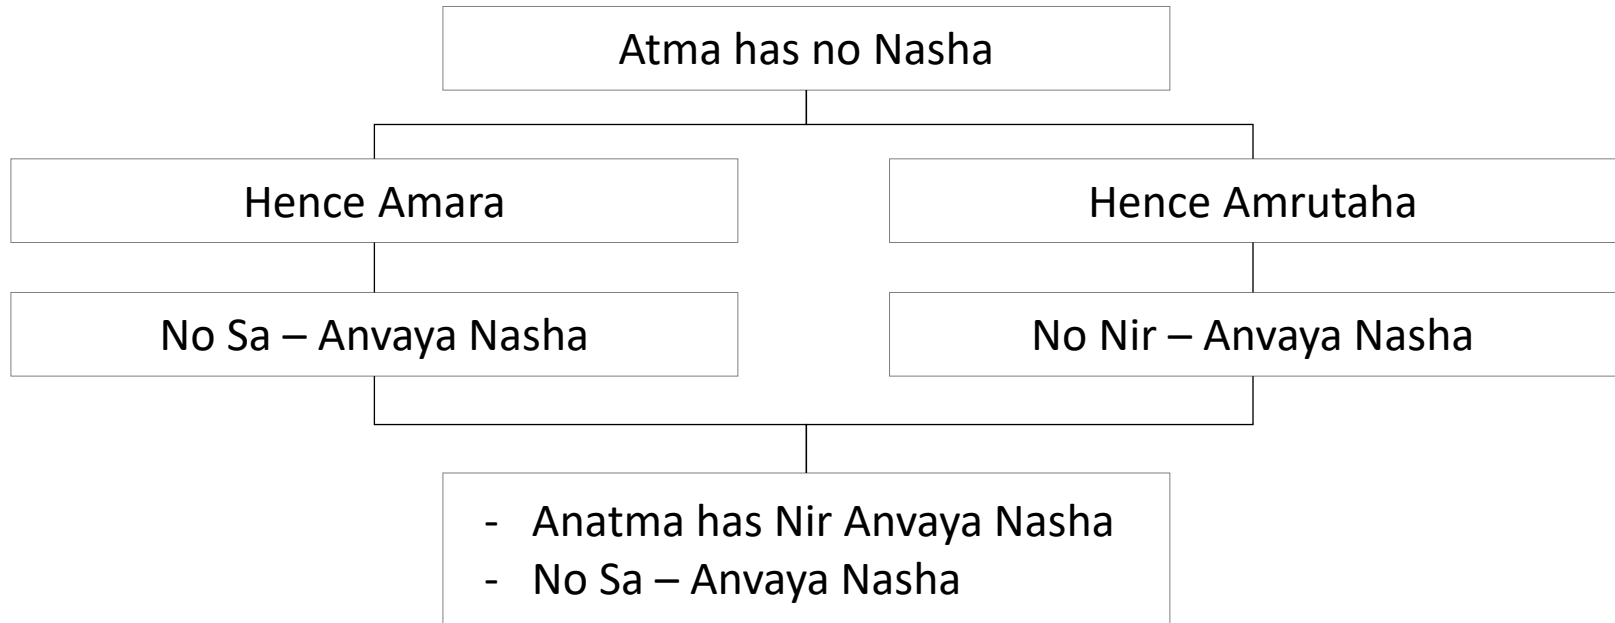 Atma has no Nasha
Hence Amara
Hence Amrutaha
No Sa – Anvaya Nasha
No Nir – Anvaya Nasha
- Anatma has Nir Anvaya Nasha
- No Sa – Anvaya Nasha